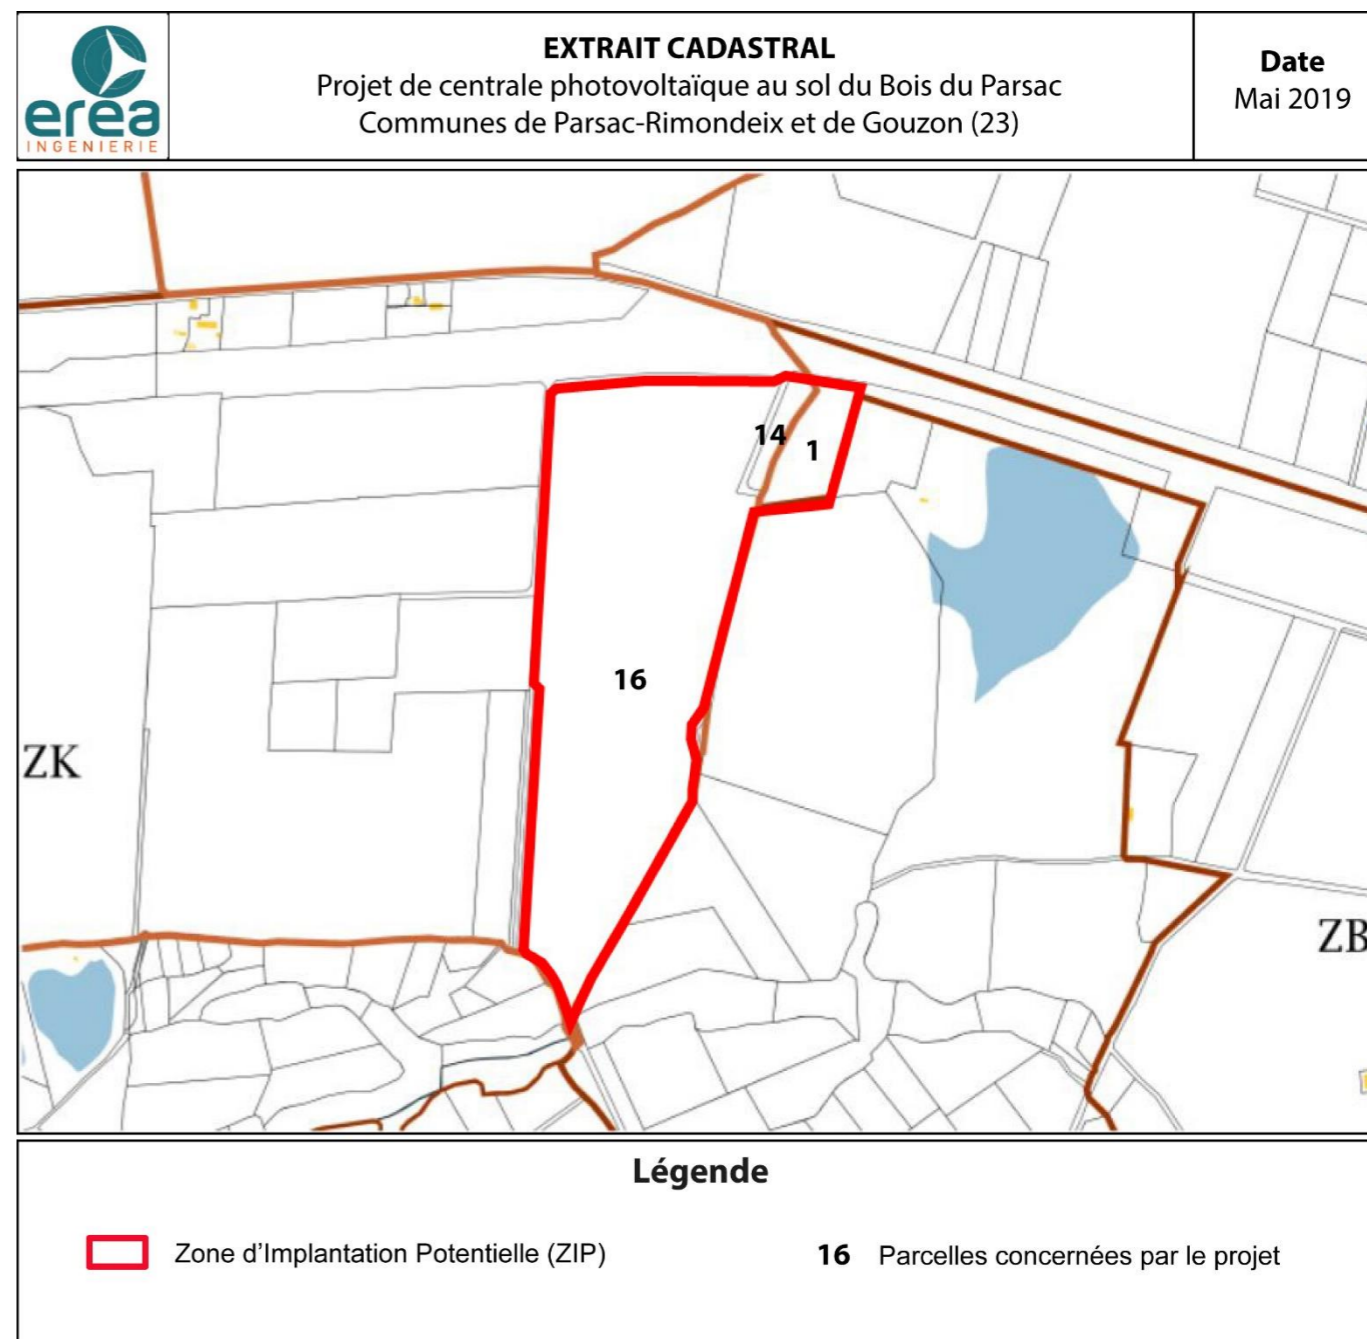 eréa
INGENIERIE
EXTRAIT CADASTRAL
Projet de centrale photovoltaïque au sol du Bois du Parsac
Communes de Parsac-Rimondeix et de Gouzon (23)
Date
Mai 2019
14
1
16
ZK
ZB
Légende
Zone d’Implantation Potentielle (ZIP)
16 Parcelles concernées par le projet